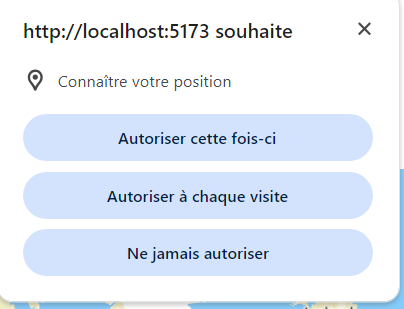 http://localhost:5173 souhaite
Connaître votre position
Autoriser cette fois-ci
Autoriser à chaque visite
Ne jamais autoriser